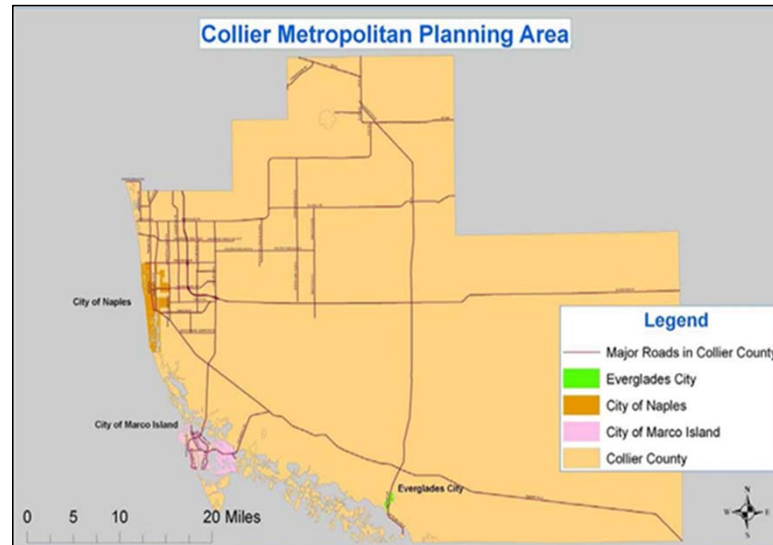 Collier Metropolitan Planning Area
City of Naples
Legend
Major Roads in Collier County
Everglades City
City of Naples
City of Marco Island
Collier County
City of Marco Island
Everglades City
N
W E
S
0 5 10 20 Miles